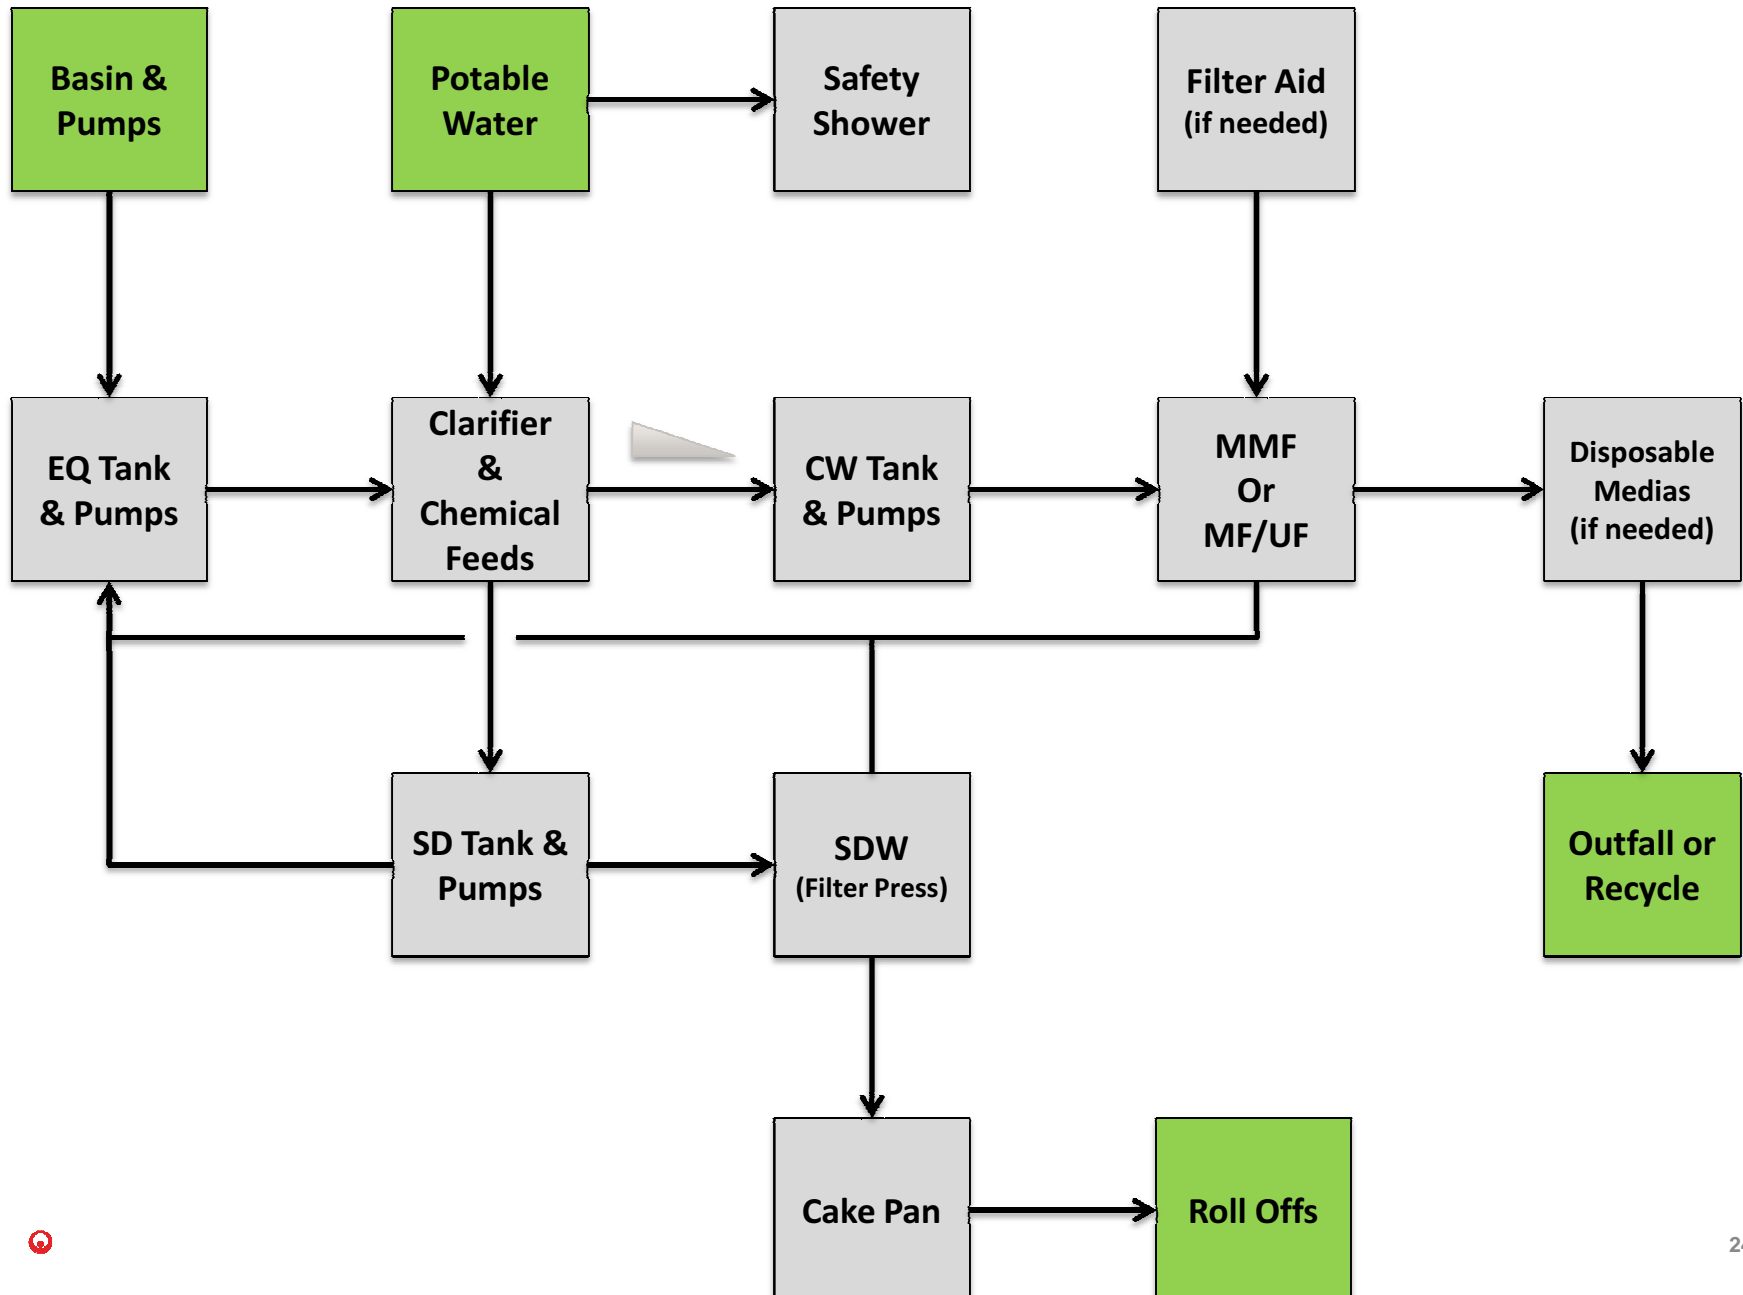 Basin &
Pumps
Potable
Water
Safety
Shower
Filter Aid
(if needed)
EQ Tank
& Pumps
Clarifier
&
Chemical
Feeds
CW Tank
& Pumps
MMF
Or
MF/UF
Disposable
Medias
(if needed)
SD Tank &
Pumps
SDW
(Filter Press)
Outfall or
Recycle
Cake Pan
Roll Offs